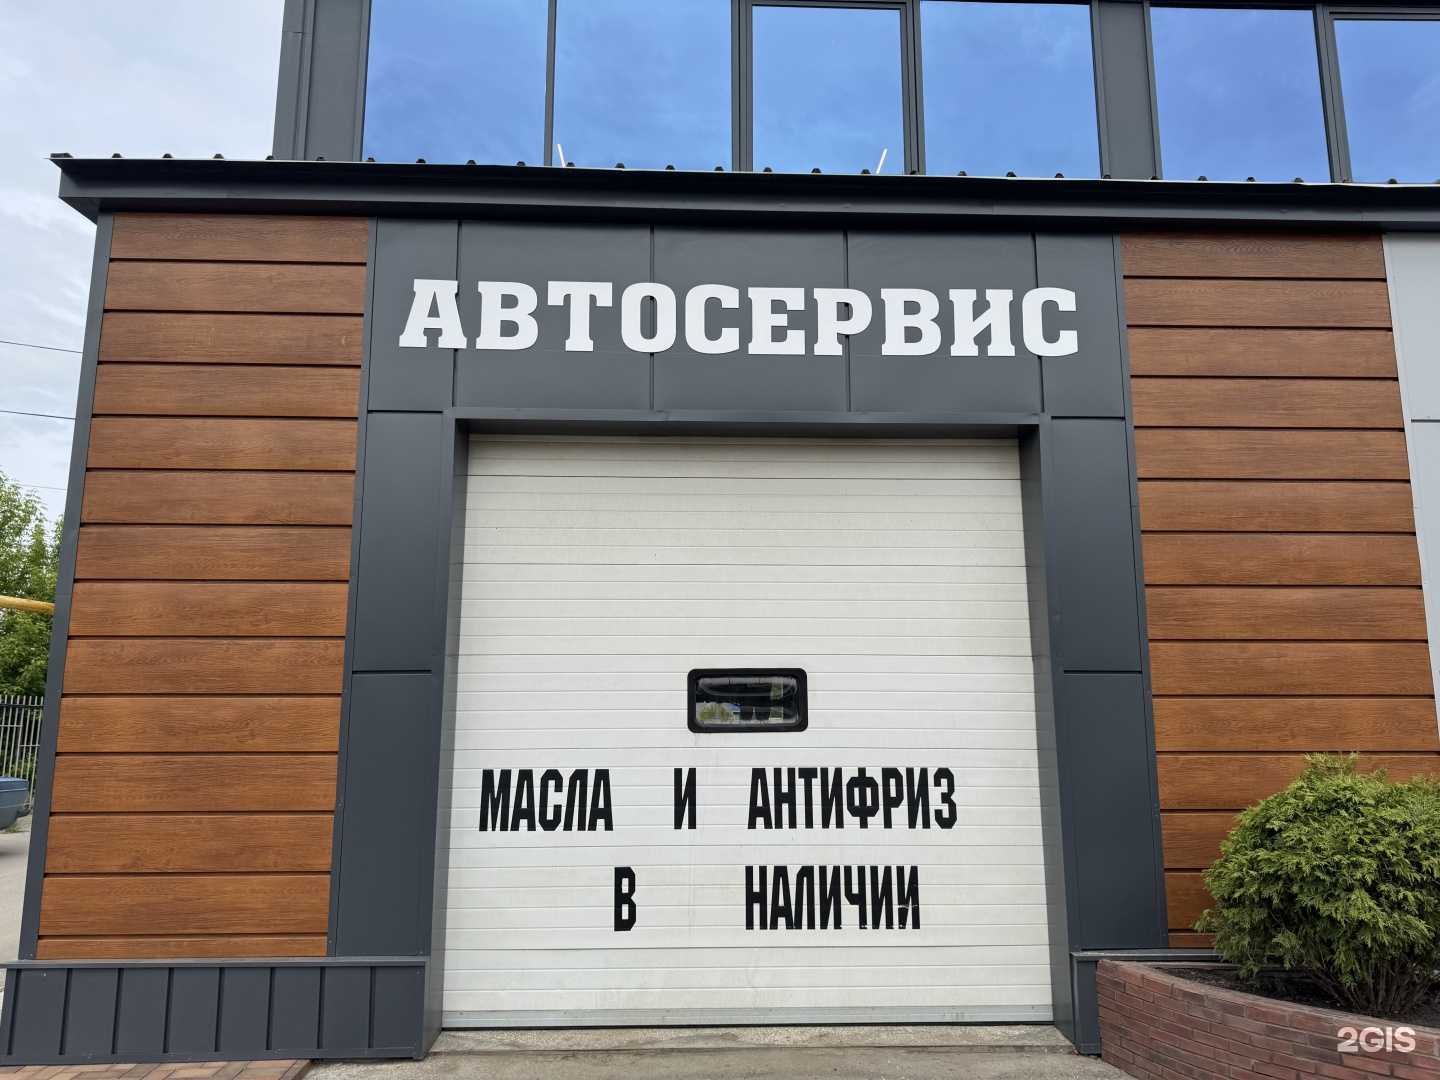 АВТОСЕРВИС
МАСЛА И АНТИФРИЗ
В НАЛИЧИИ
2GIS